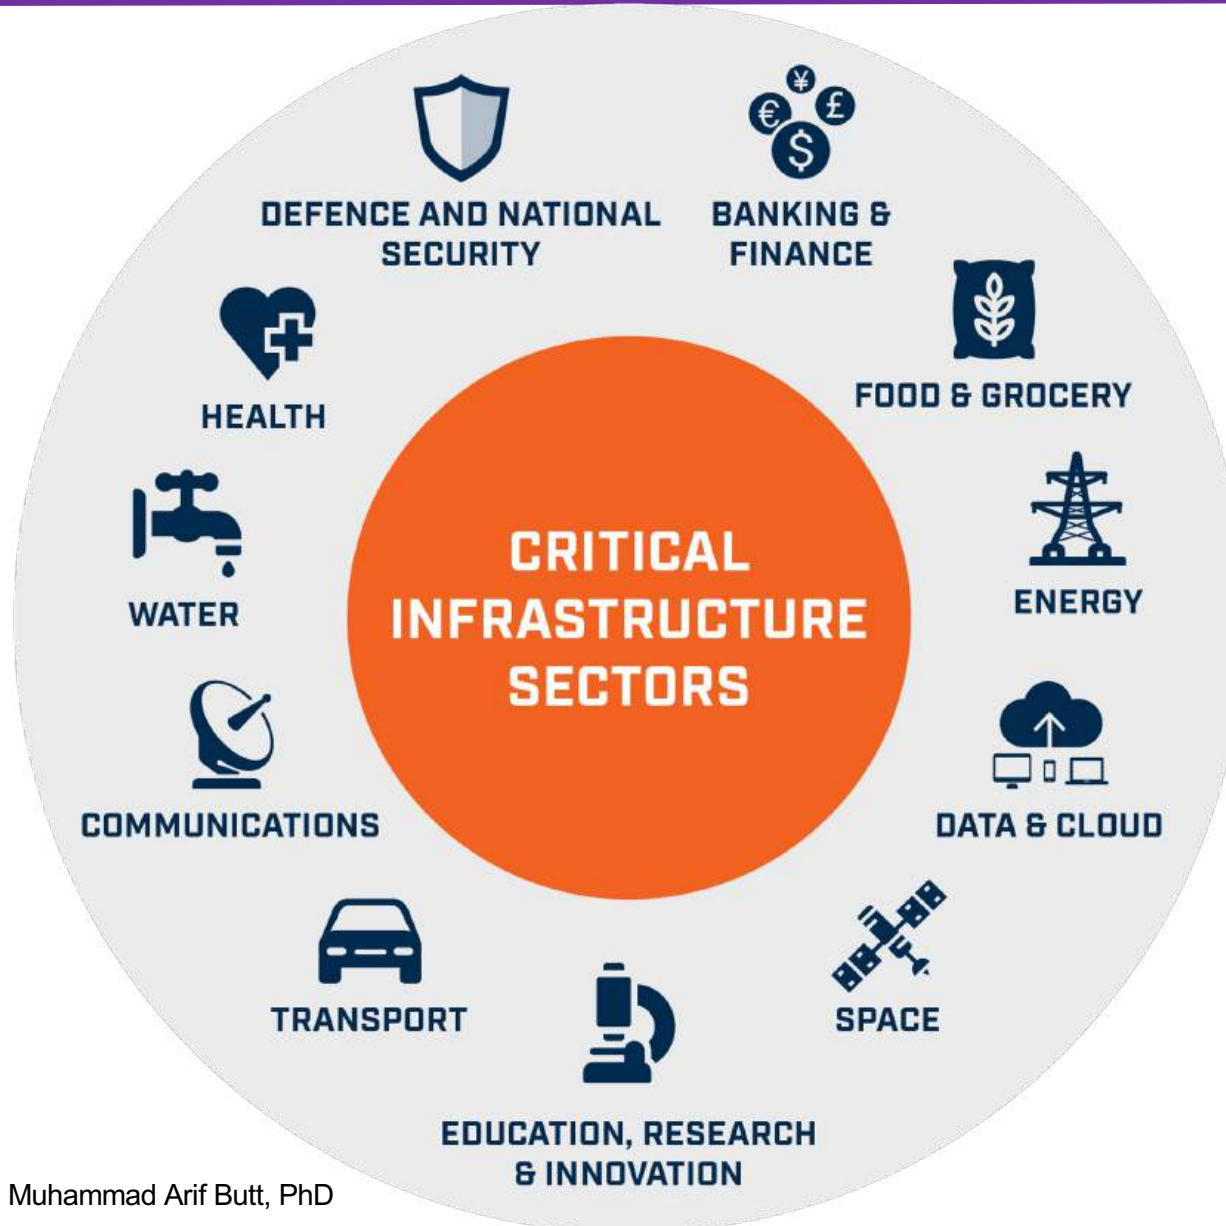 DEFENCE AND NATIONAL
SECURITY
BANKING &
FINANCE
FOOD & GROCERY
HEALTH
ENERGY
WATER
CRITICAL
INFRASTRUCTURE
SECTORS
DATA & CLOUD
COMMUNICATIONS
SPACE
TRANSPORT
EDUCATION, RESEARCH
& INNOVATION
Muhammad Arif Butt, PhD
¥
€
£
$